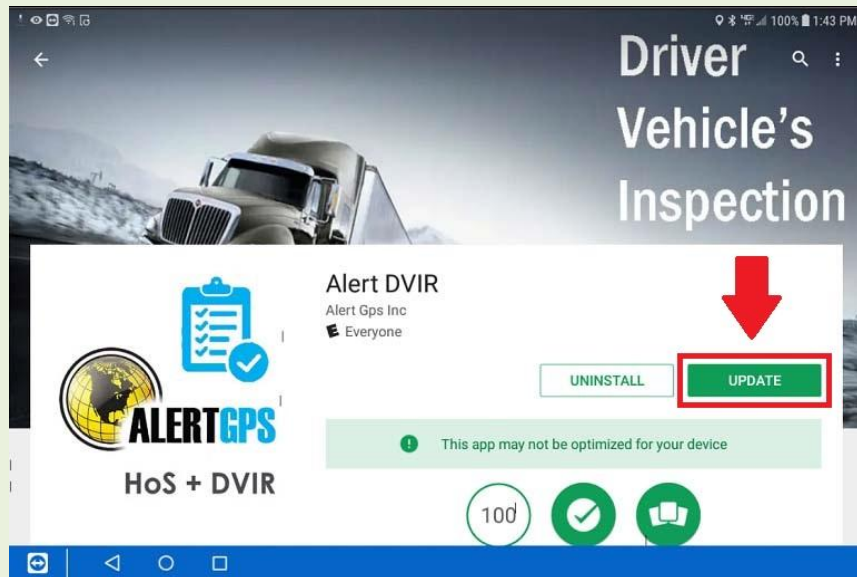 100% 1:43 PM
Driver
Vehicle's
Inspection
Alert DVIR
Alert Gps Inc
E Everyone
UNINSTALL
UPDATE
ALERTGPS
HoS + DVIR
! This app may not be optimized for your device
100